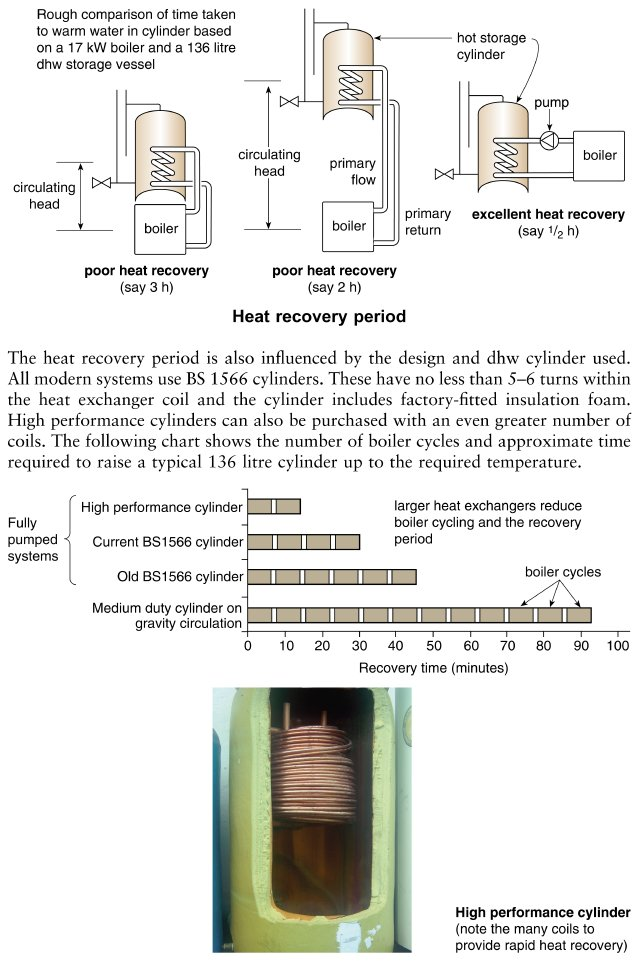 Rough comparison of time taken
to warm water in cylinder based
on a 17 kW boiler and a 136 litre
dhw storage vessel
hot storage
cylinder
pump
boiler
circulating
head
circulating
head
primary
flow
boiler
boiler
primary
return
excellent heat recovery
(say 1/2 h)
poor heat recovery
(say 3 h)
poor heat recovery
(say 2 h)
Heat recovery period
The heat recovery period is also influenced by the design and dhw cylinder used.
All modern systems use BS 1566 cylinders. These have no less than 5–6 turns within
the heat exchanger coil and the cylinder includes factory-fitted insulation foam.
High performance cylinders can also be purchased with an even greater number of
coils. The following chart shows the number of boiler cycles and approximate time
required to raise a typical 136 litre cylinder up to the required temperature.
Fully
pumped
systems
High performance cylinder
Current BS1566 cylinder
Old BS1566 cylinder
Medium duty cylinder on
gravity circulation
larger heat exchangers reduce
boiler cycling and the recovery
period
boiler cycles
0 10 20 30 40 50 60 70 80 90 100
Recovery time (minutes)
High performance cylinder
(note the many coils to
provide rapid heat recovery)